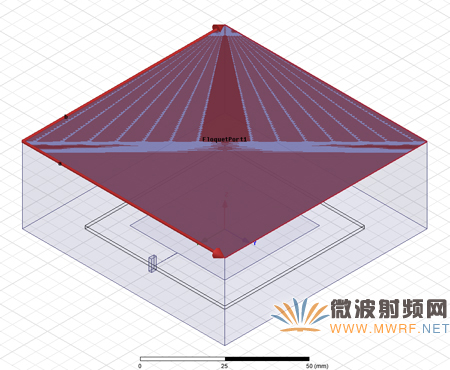 FloquetPort1
微波射频网
WWW.MWRF.NET
0
25
50 (mm)